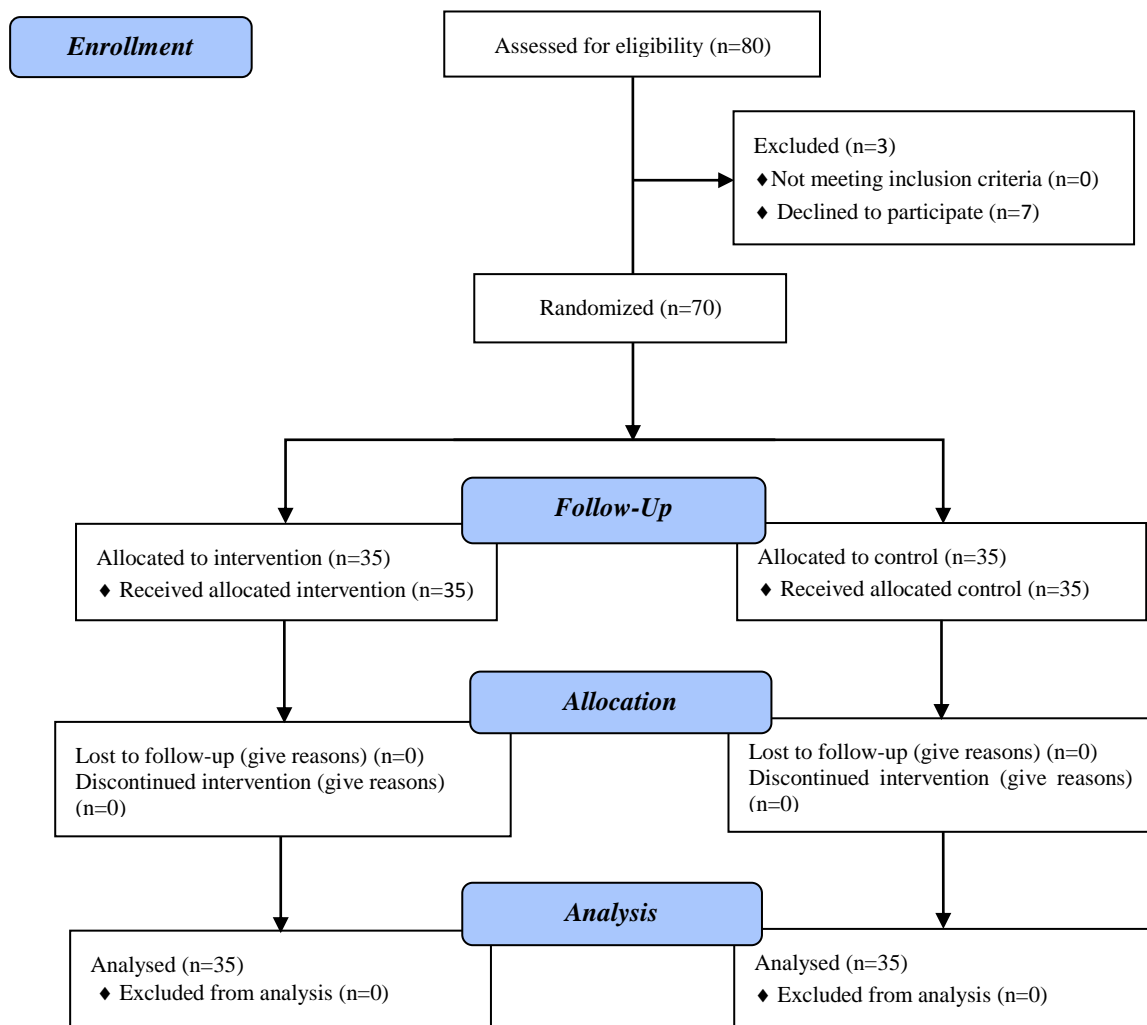 Enrollment
Assessed for eligibility (n=80)
Excluded (n=3)
♦Not meeting inclusion criteria (n=0)
♦ Declined to participate (n=7)
Randomized (n=70)
Follow-Up
Allocated to intervention (n=35)
♦ Received allocated intervention (n=35)
Allocated to control (n=35)
♦ Received allocated control (n=35)
Allocation
Lost to follow-up (give reasons) (n=0)
Discontinued intervention (give reasons)
(n=0)
Lost to follow-up (give reasons) (n=0)
Discontinued intervention (give reasons)
(n=0)
Analysis
Analysed (n=35)
♦ Excluded from analysis (n=0)
Analysed (n=35)
♦ Excluded from analysis (n=0)